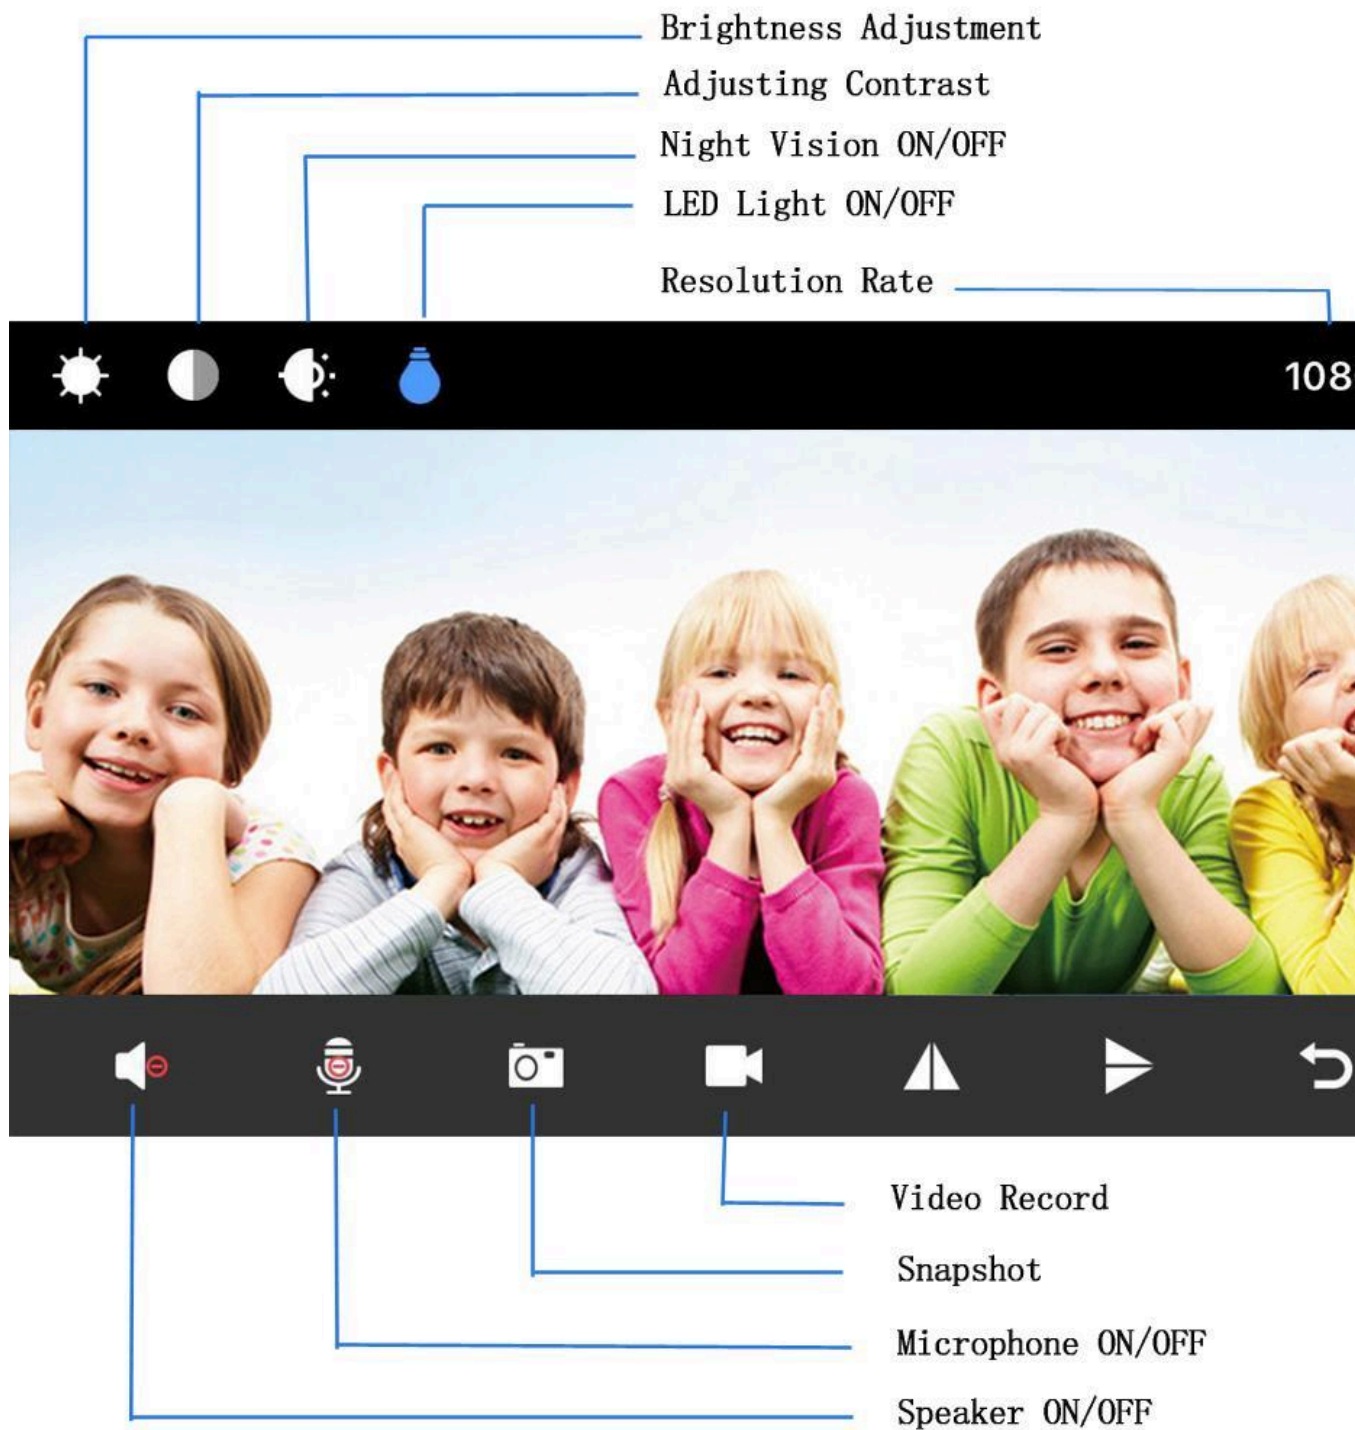 Brightness Adjustment
Adjusting Contrast
Night Vision ON/OFF
LED Light ON/OFF
Resolution Rate
108
Video Record
Snapshot
Microphone ON/OFF
Speaker ON/OFF